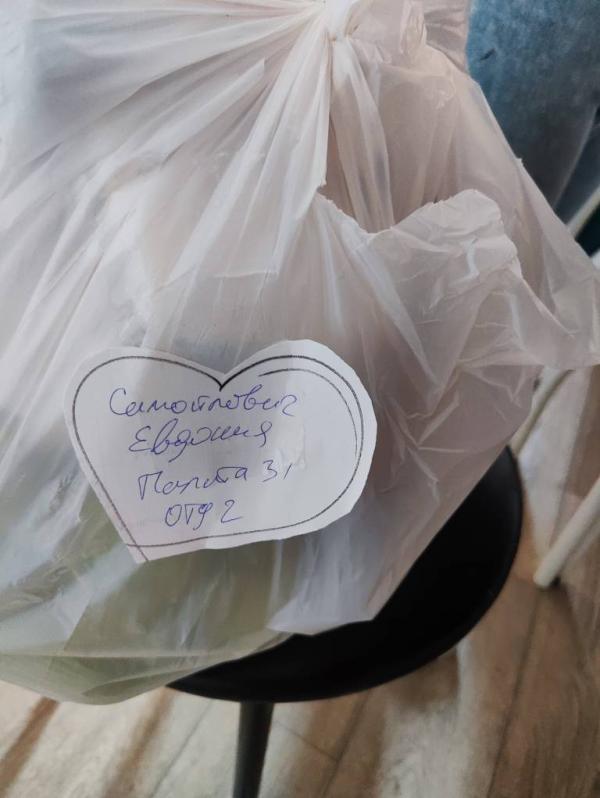 Самойлович
Евдокия
Палата 31
отд 2